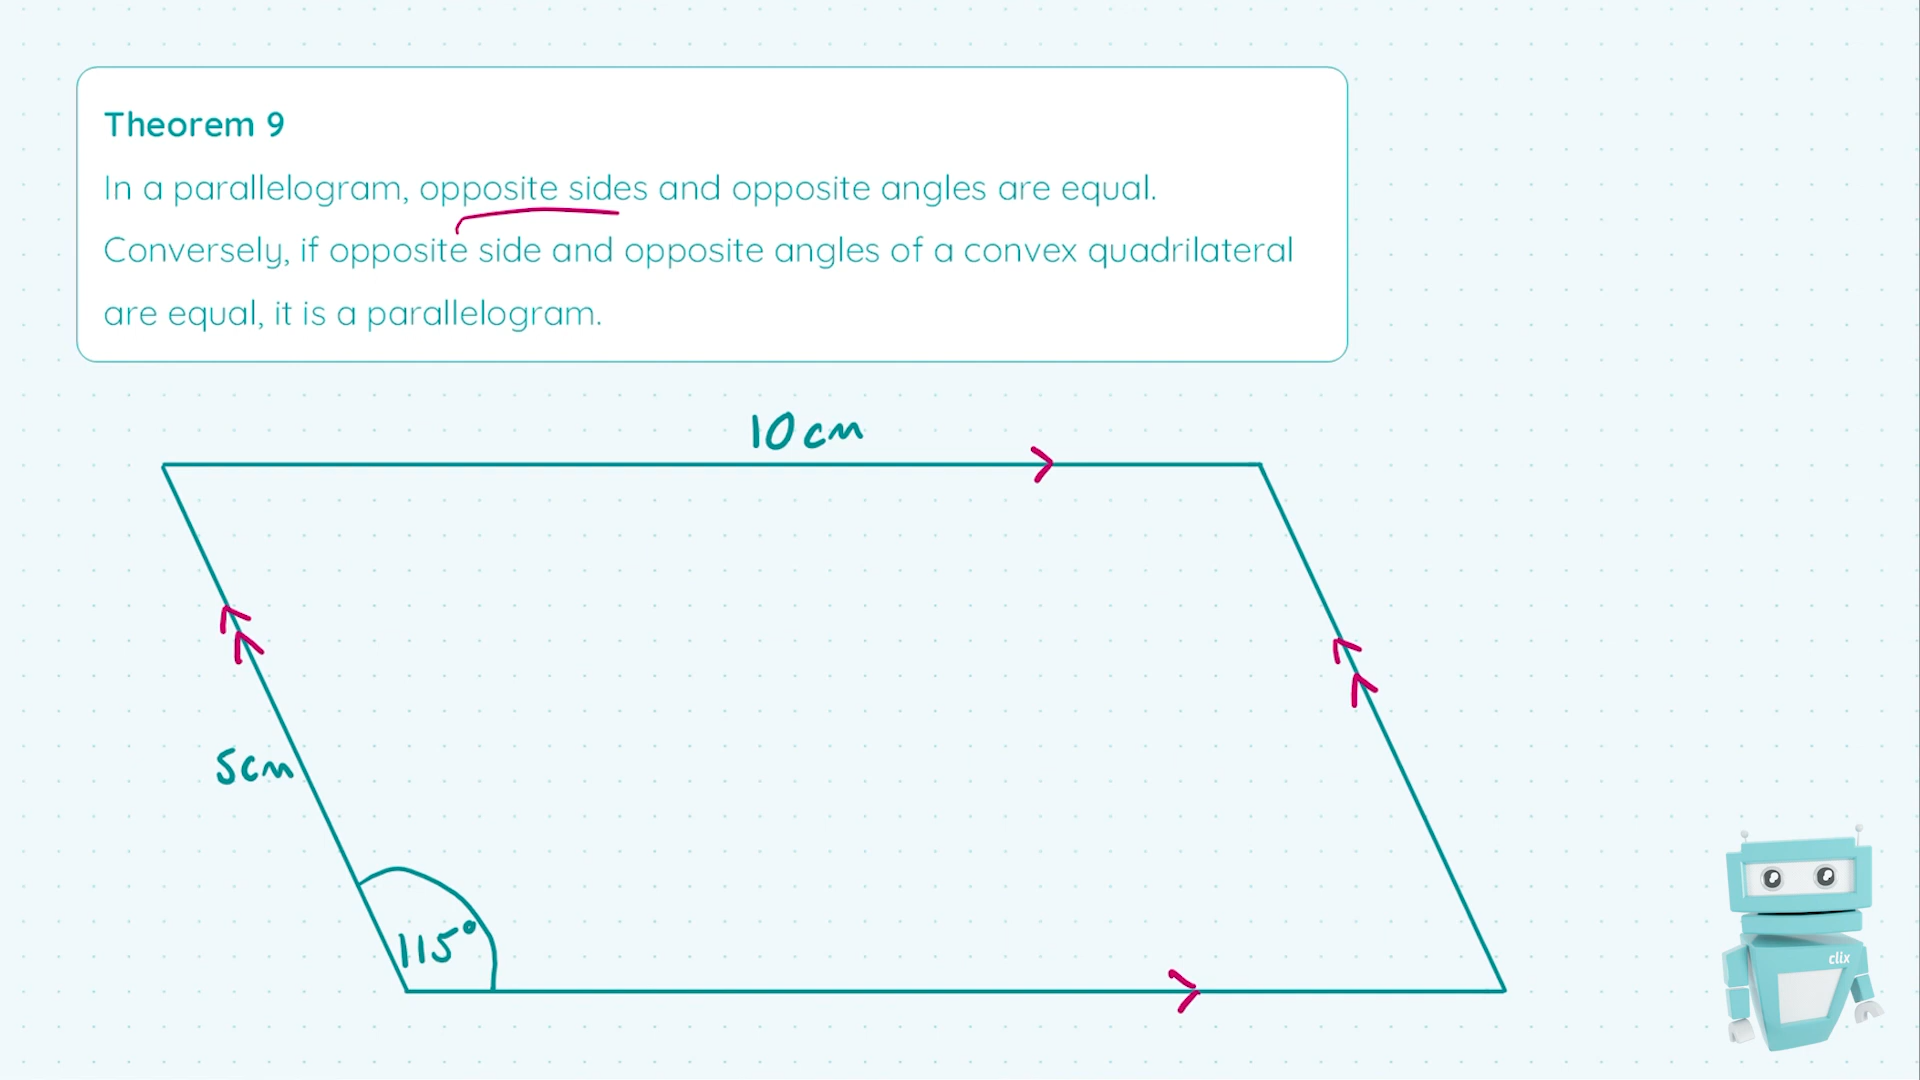 Theorem 9
In a parallelogram, opposite sides and opposite angles are equal.
Conversely, if opposite side and opposite angles of a convex quadrilateral
are equal, it is a parallelogram.
10cm
5cm
115°
clix